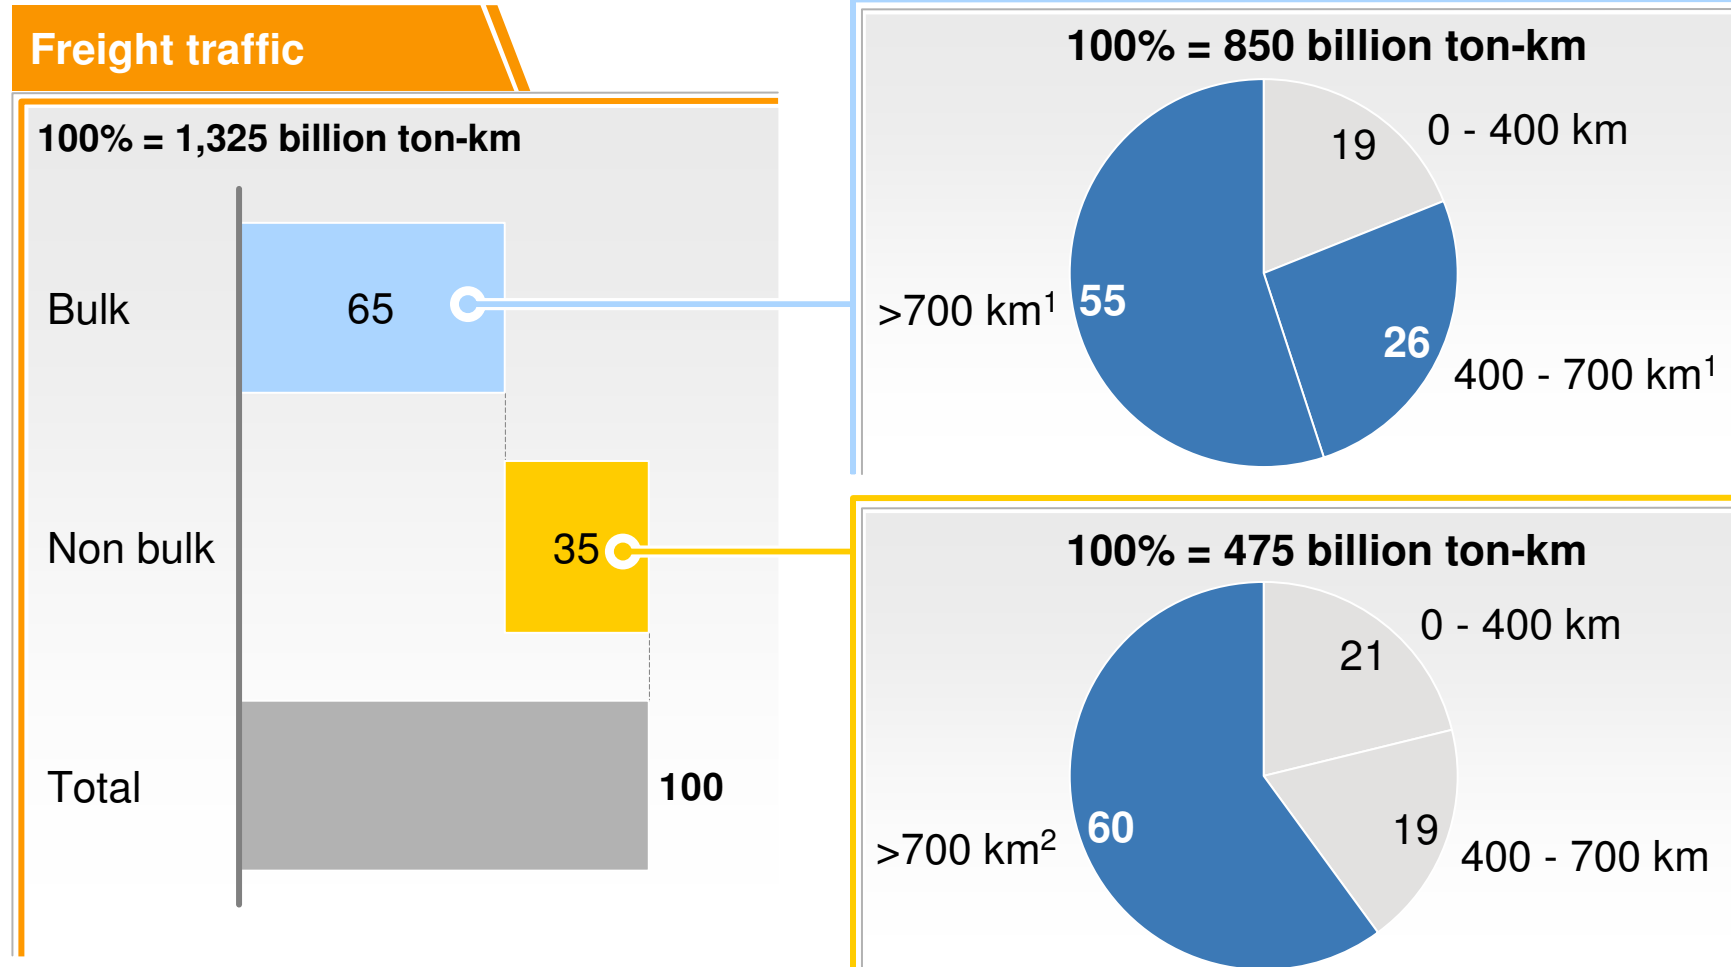 Freight traffic
100% = 1,325 billion ton-km
Bulk
65
Non bulk
35
Total
100
100% = 850 billion ton-km
19
0 - 400 km
>700 km¹
55
26
400 - 700 km¹
100% = 475 billion ton-km
0 - 400 km
21
>700 km²
60
19
400 - 700 km